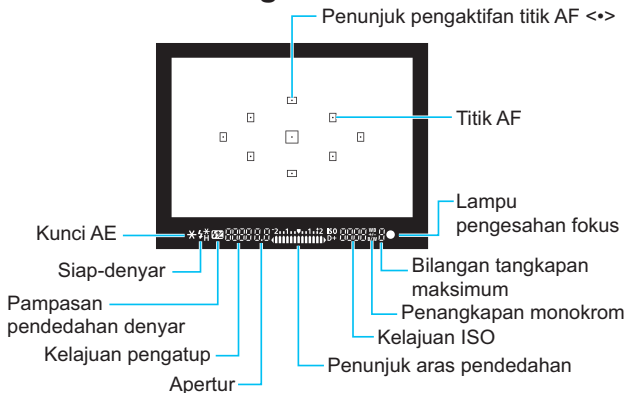 Penunjuk pengaktifan titik AF <•>
Titik AF
Lampu
pengesahan fokus
Kunci AE
Siap-denyar
Bilangan tangkapan
maksimum
Pampasan
pendedahan denyar
Penangkapan monokrom
Kelajuan ISO
Kelajuan pengatup
Penunjuk aras pendedahan
Apertur
ISO
D+